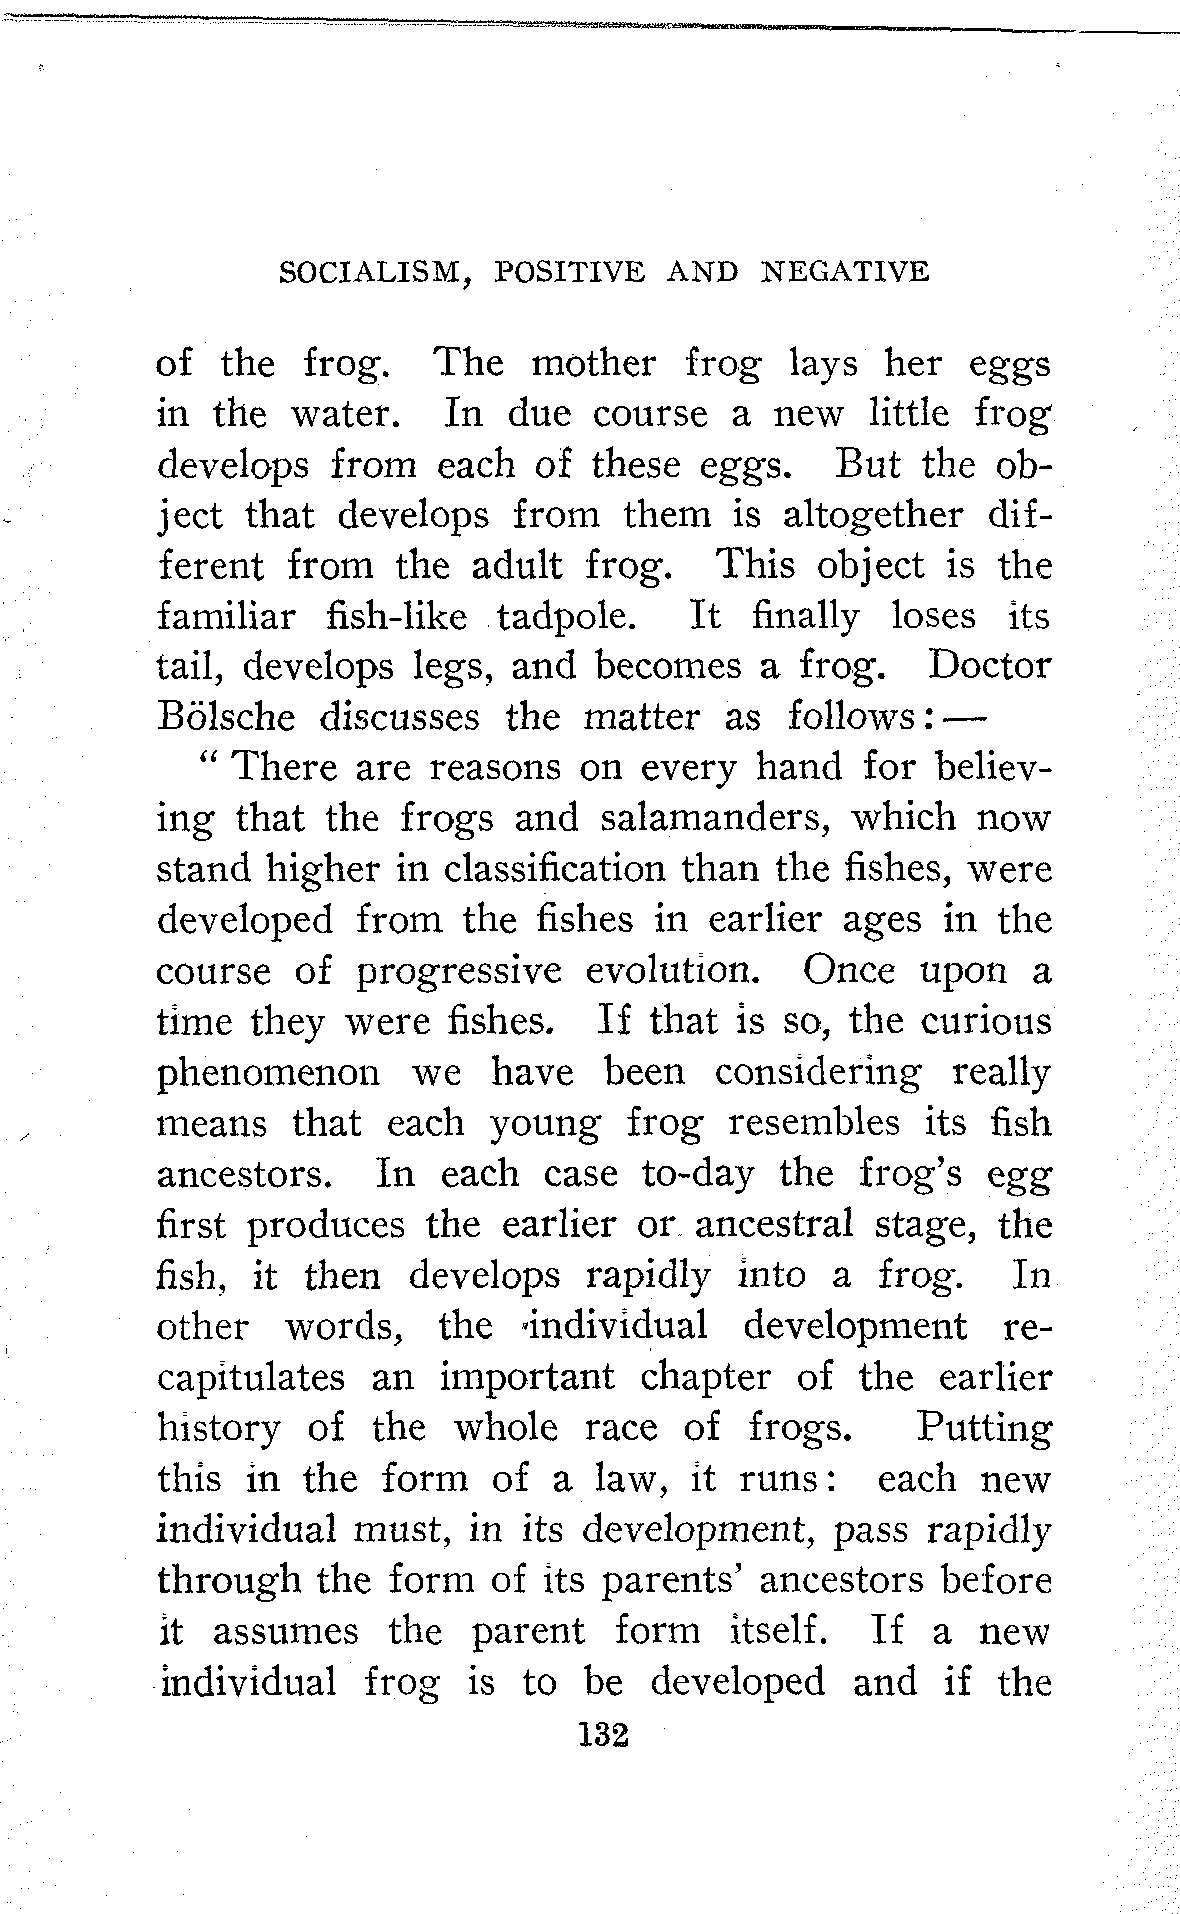 SOCIALISM, POSITIVE AND NEGATIVE
of the frog. The mother frog lays her eggs
in the water. In due course a new little frog
develops from each of these eggs. But the ob-
ject that develops from them is altogether dif-
ferent from the adult frog. This object is the
familiar fish-like tadpole. It finally loses its
tail, develops legs, and becomes a frog. Doctor
Bölsche discusses the matter as follows:—
“ There are reasons on every hand for believ-
ing that the frogs and salamanders, which now
stand higher in classification than the fishes, were
developed from the fishes in earlier ages in the
course of progressive evolution. Once upon a
time they were fishes. If that is so, the curious
phenomenon we have been considering really
means that each young frog resembles its fish
ancestors. In each case to-day the frog's egg
first produces the earlier or ancestral stage, the
fish, it then develops rapidly into a frog. In
other words, the individual development re-
capitulates an important chapter of the earlier
history of the whole race of frogs. Putting
this in the form of a law, it runs: each new
individual must, in its development, pass rapidly
through the form of its parents' ancestors before
it assumes the parent form itself. If a new
individual frog is to be developed and if the
132